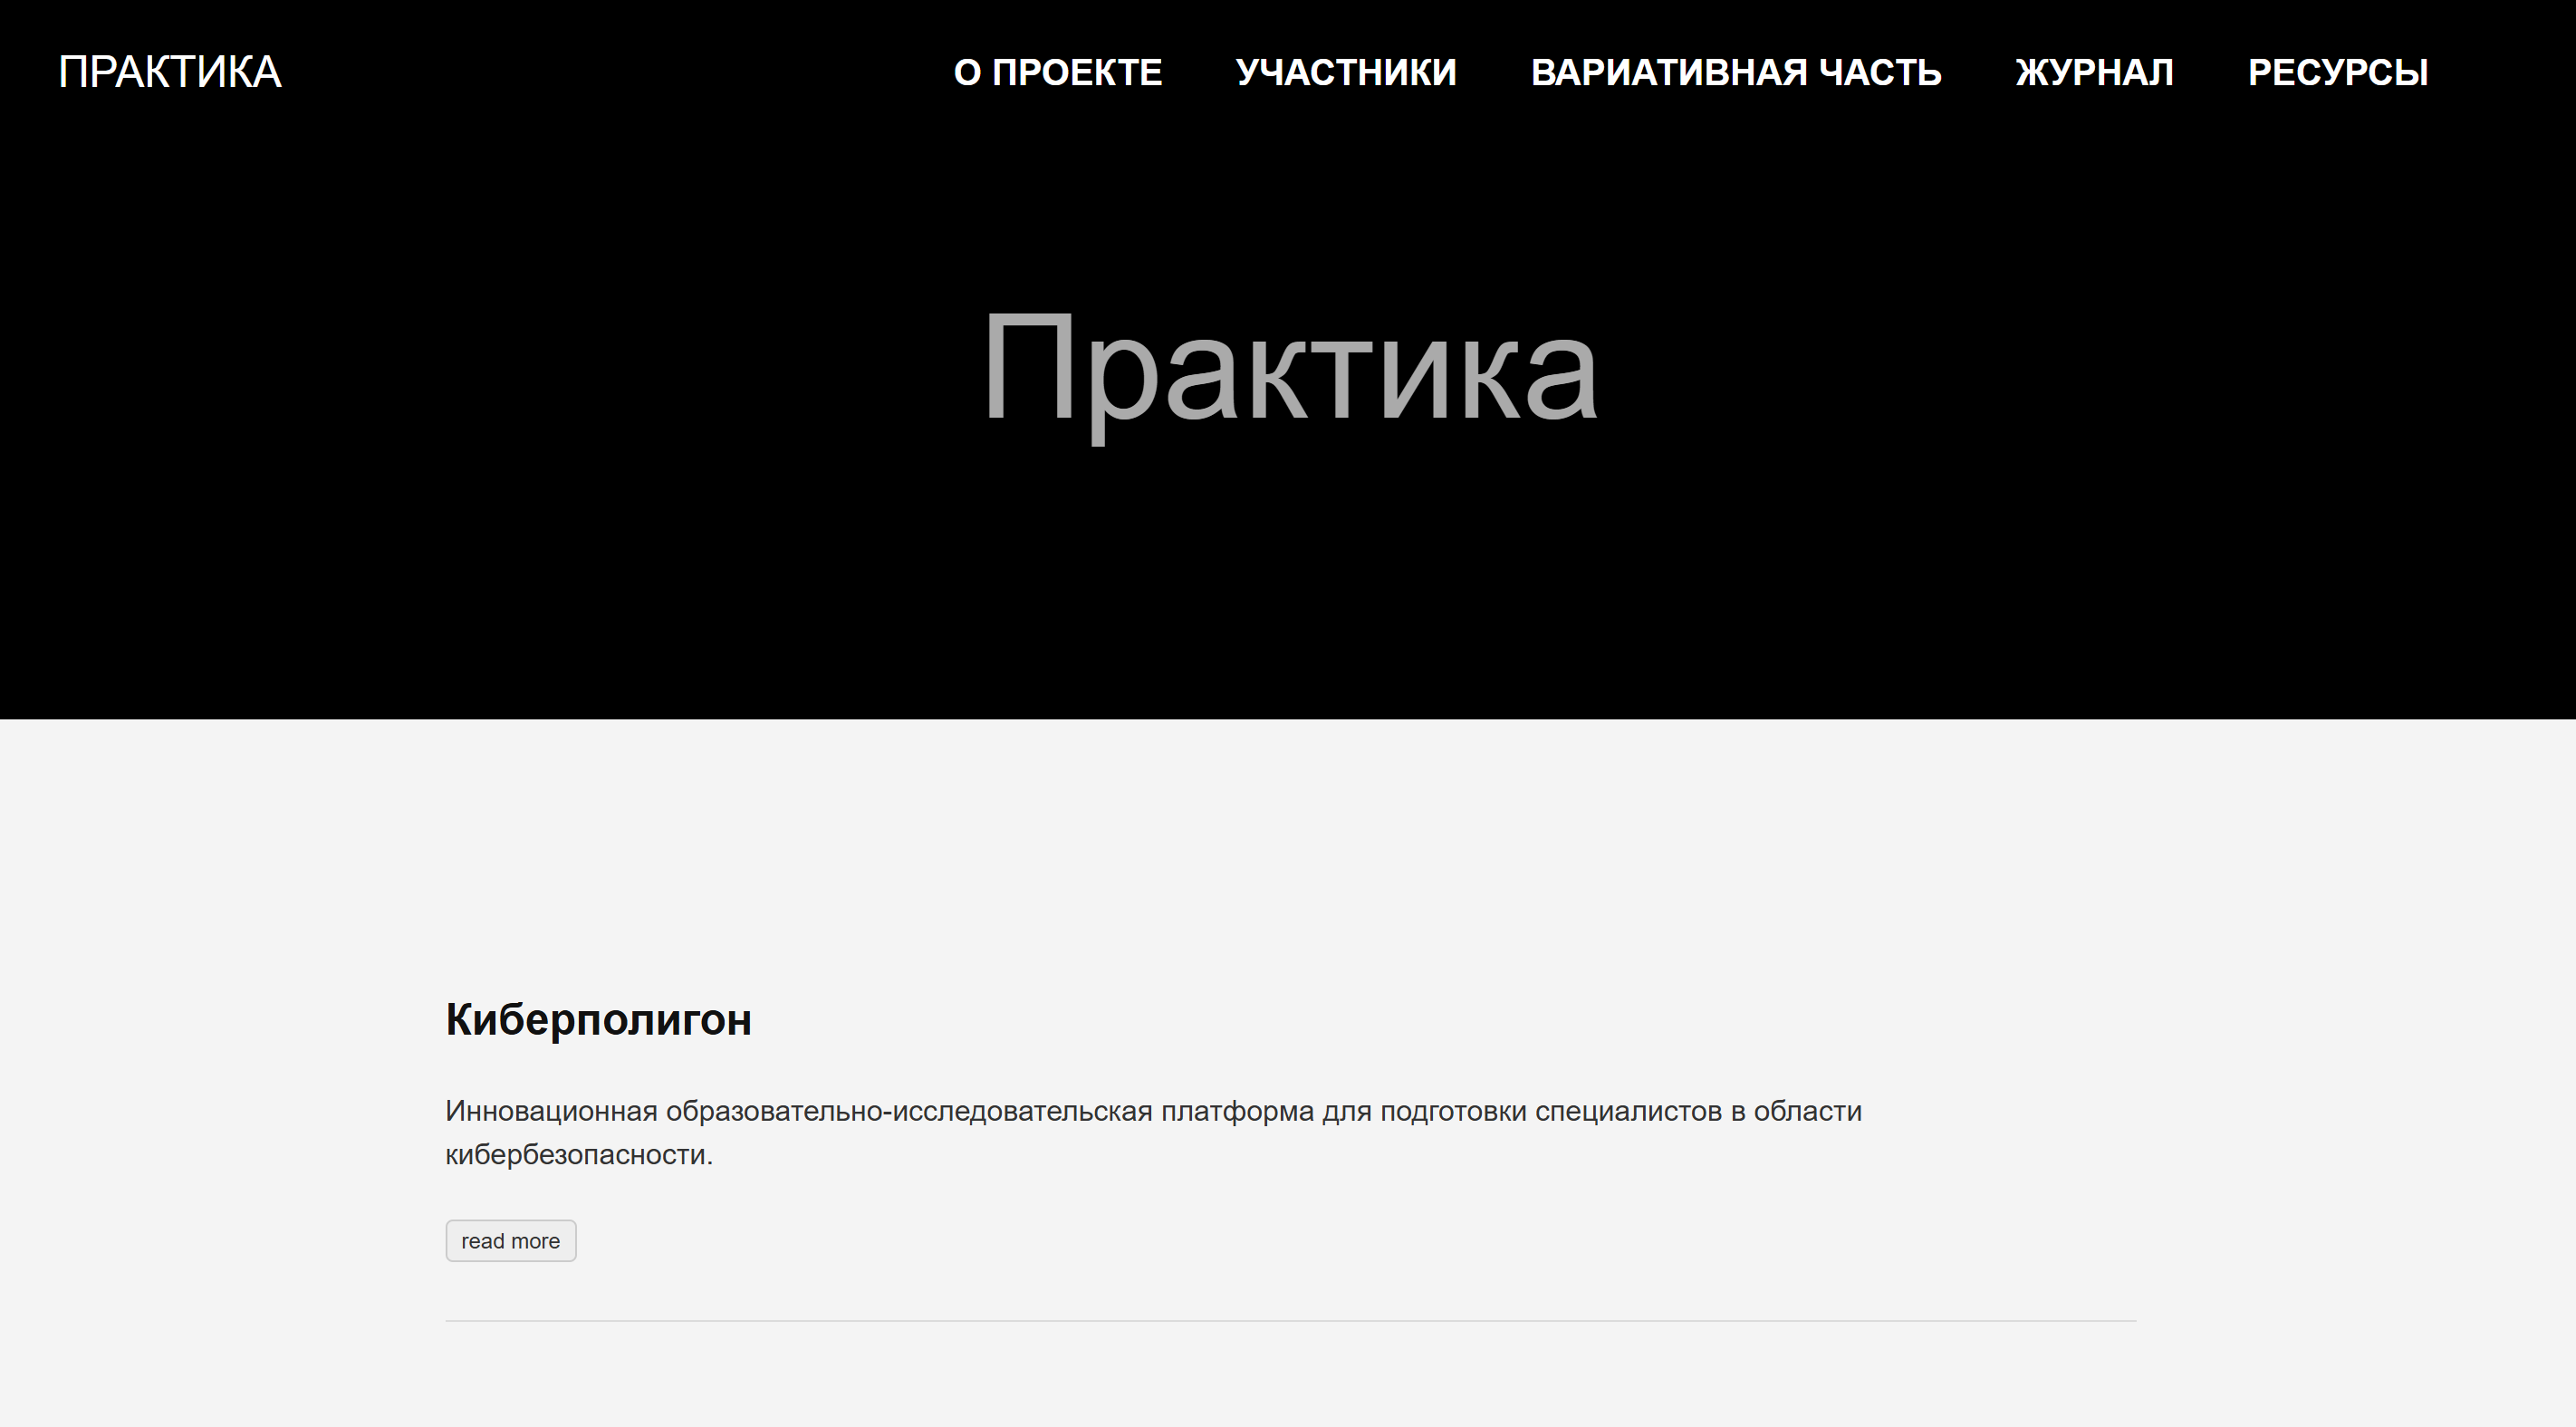 ПРАКТИКА
О ПРОЕКТЕ УЧАСТНИКИ ВАРИАТИВНАЯ ЧАСТЬ ЖУРНАЛ РЕСУРСЫ
Практика
Киберполигон
Инновационная образовательно-исследовательская платформа для подготовки специалистов в области
кибербезопасности.
read more